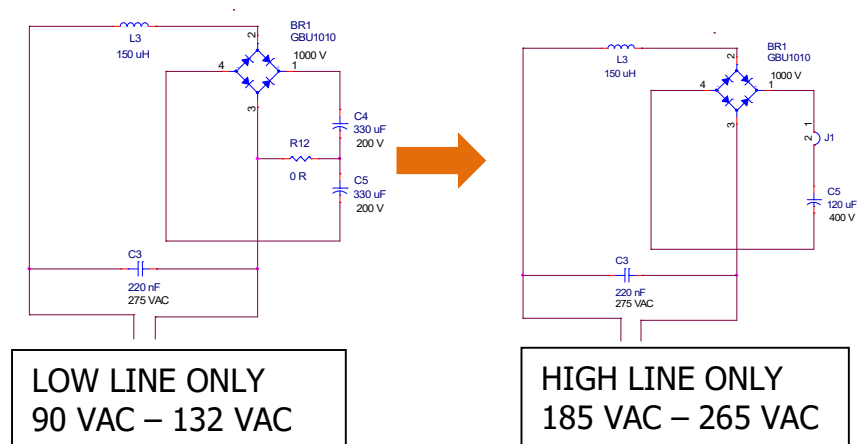 L3
150 uH
BR1
GBU1010
1000 V
2
4
1
3
C4
330 uF
200 V
R12
0 R
C5
330 uF
200 V
C3
220 nF
275 VAC
LOW LINE ONLY
90 VAC – 132 VAC
L3
150 uH
BR1
GBU1010
1000 V
2
4
1
3
1
2
J1
C5
120 uF
400 V
C3
220 nF
275 VAC
HIGH LINE ONLY
185 VAC – 265 VAC